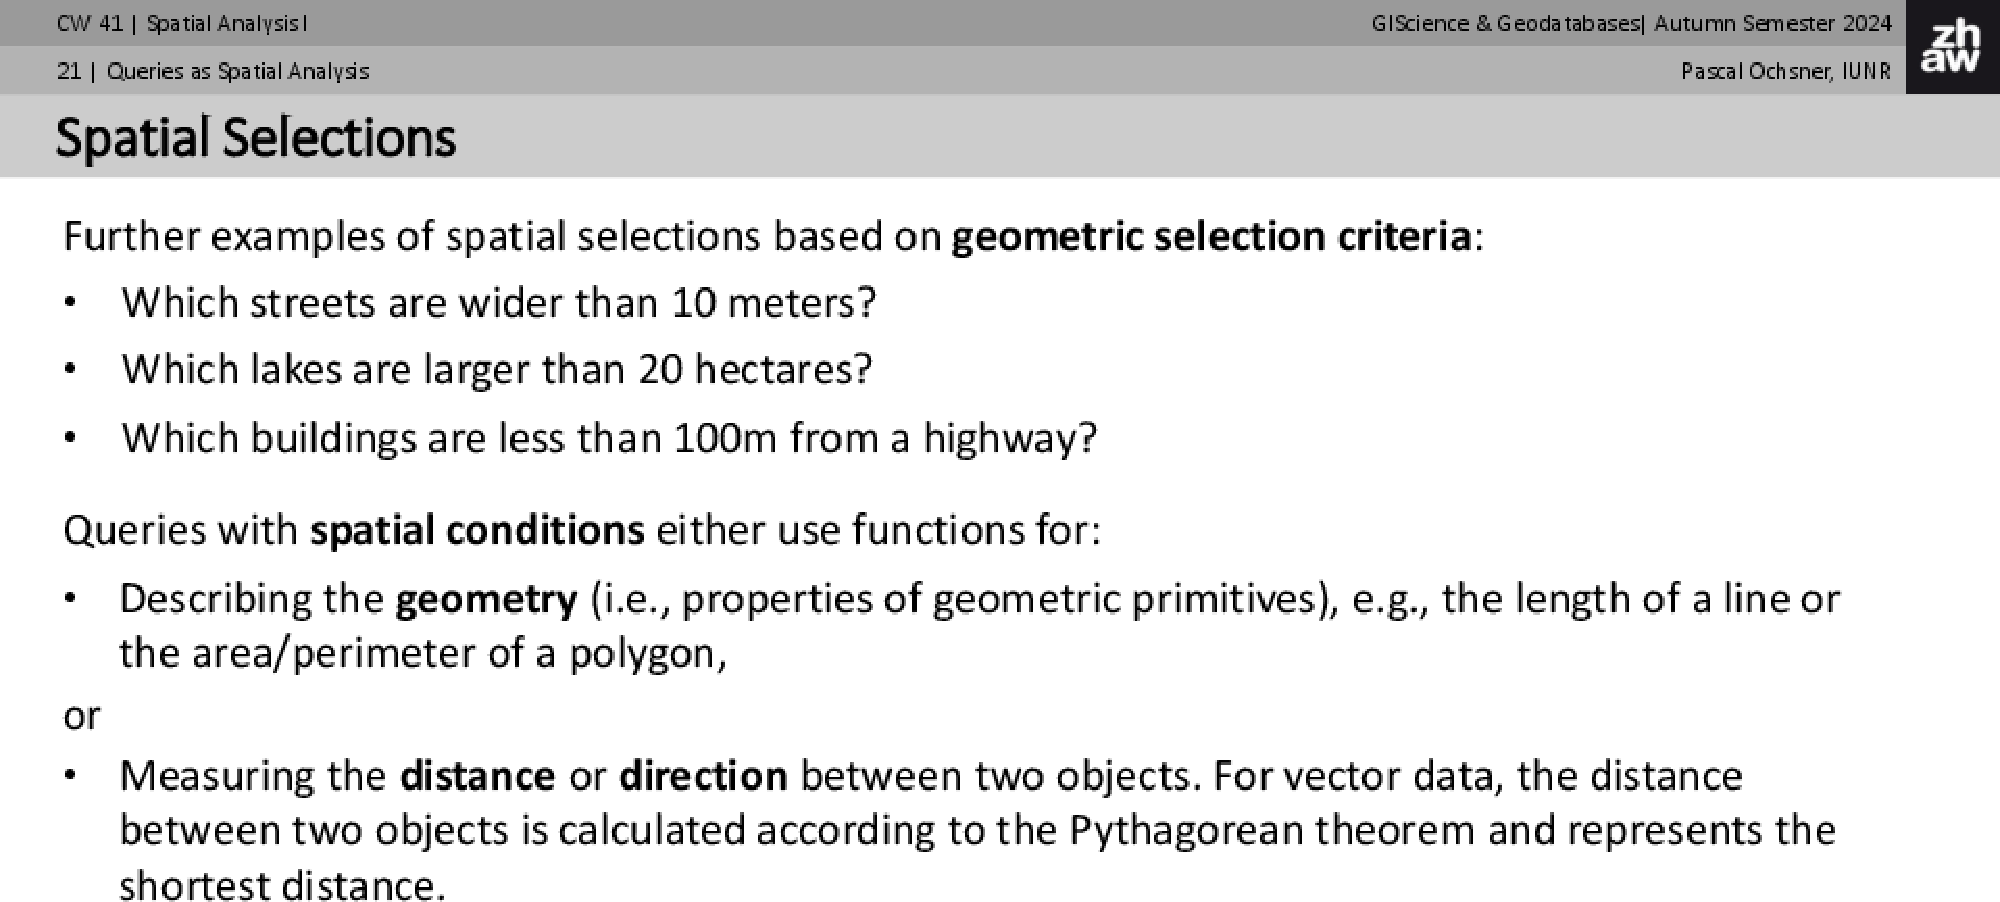 CW 41 | Spatial Analysis I
GIScience & Geodatabases| Autumn Semester 2024
21 | Queries as Spatial Analysis
Pascal Ochsner, IUNR
zh
aw
Spatial Selections
Further examples of spatial selections based on geometric selection criteria:
• Which streets are wider than 10 meters?
• Which lakes are larger than 20 hectares?
• Which buildings are less than 100m from a highway?
Queries with spatial conditions either use functions for:
• Describing the geometry (i.e., properties of geometric primitives), e.g., the length of a line or
the area/perimeter of a polygon,
or
• Measuring the distance or direction between two objects. For vector data, the distance
between two objects is calculated according to the Pythagorean theorem and represents the
shortest distance.